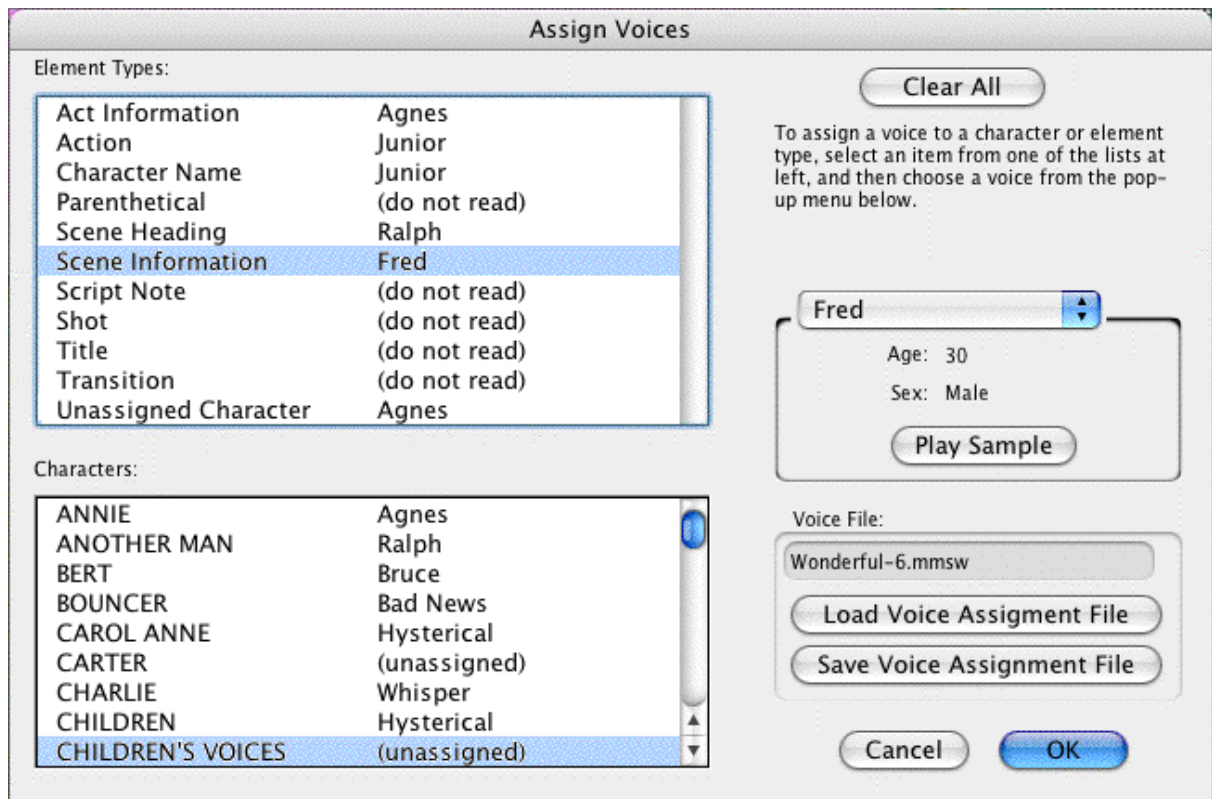 Assign Voices
Element Types:
Act Information Agnes
Action Junior
Character Name Junior
Parenthetical (do not read)
Scene Heading Ralph
Scene Information Fred
Script Note (do not read)
Shot (do not read)
Title (do not read)
Transition (do not read)
Unassigned Character Agnes
Characters:
ANNIE Agnes
ANOTHER MAN Ralph
BERT Bruce
BOUNCER Bad News
CAROL ANNE Hysterical
CARTER (unassigned)
CHARLIE Whisper
CHILDREN Hysterical
CHILDREN'S VOICES (unassigned)
Clear All
To assign a voice to a character or element
type, select an item from one of the lists at
left, and then choose a voice from the pop-
up menu below.
Fred
Age: 30
Sex: Male
Play Sample
Voice File:
Wonderful-6.mmsw
Load Voice Assigment File
Save Voice Assignment File
Cancel OK